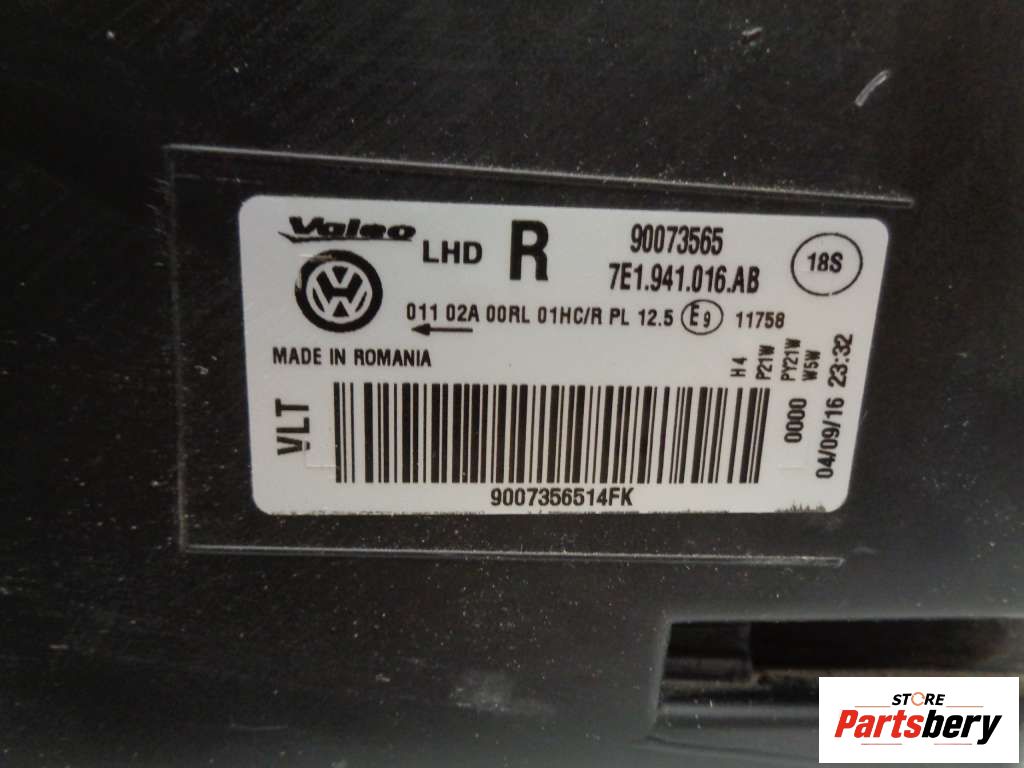 Valeo
LHD R
90073565
7E1.941.016.AB
18S
011 02A 00RL 01HC/R PL 12.5 E9 11758
MADE IN ROMANIA
VLT
H4
P21W
PY21W
W5W
0000
04/09/16 23:32
9007356514FK
STORE
Partsbery